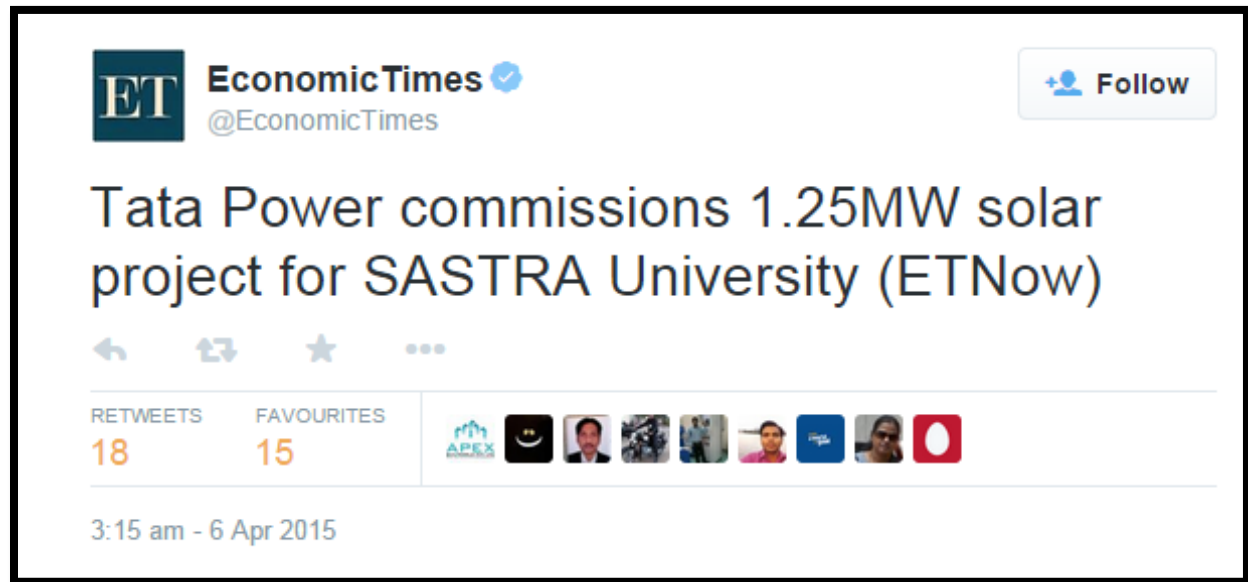 ET
EconomicTimes
@EconomicTimes
Follow
Tata Power commissions 1.25MW solar
project for SASTRA University (ETNow)
RETWEETS FAVOURITES
18 15
APEX
3:15 am - 6 Apr 2015